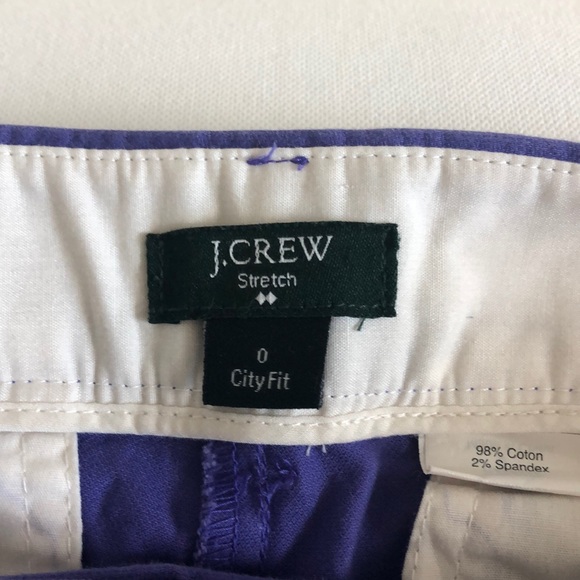 J.CREW
Stretch
0
City Fit
98% Coton
2% Spandex